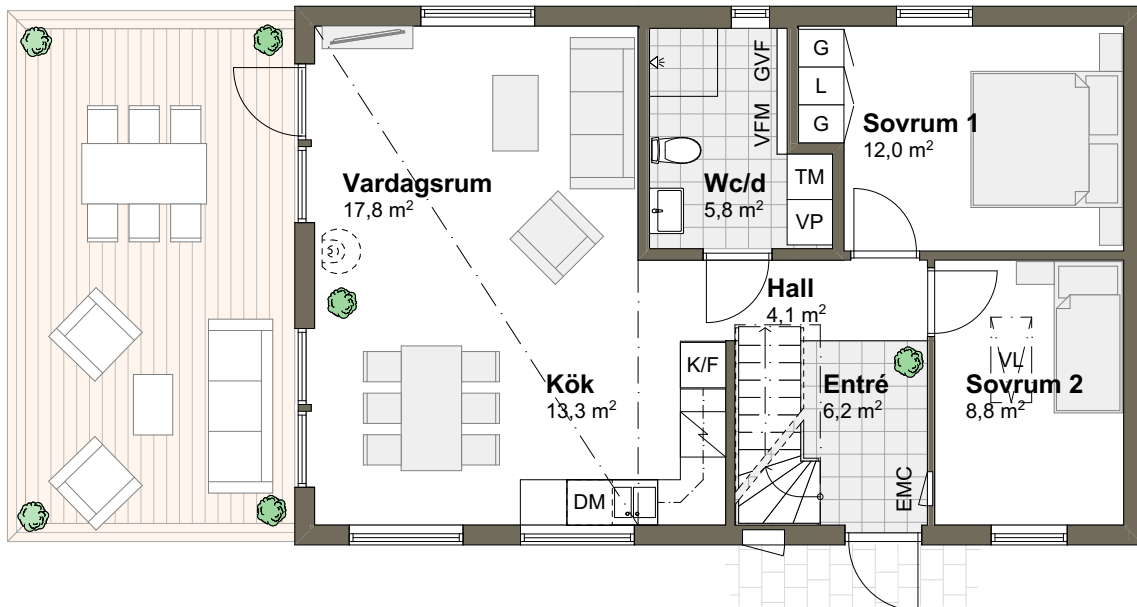 GVF
VFM
G
L
G
Sovrum 1
12,0 m²
Vardagsrum
17,8 m²
Wc/d
5,8 m²
TM
VP
Hall
4,1 m²
K/F
Kök
13,3 m²
Entré
6,2 m²
VL
Sovrum 2
8,8 m²
DM
EMC